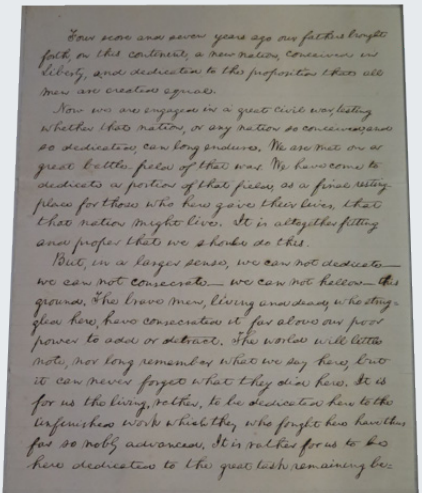 Four score and seven years ago our fathers brought
forth, on this continent, a new nation, conceived in
Liberty, and dedicated to the proposition that all
men are created equal.
Now we are engaged in a great civil war, testing
whether that nation, or any nation so conceived, and
so dedicated, can long endure. We are met on a
great battle field of that war. We have come to
dedicate a portion of that field, as a final resting
place for those who here gave their lives, that
that nation might live. It is altogether fitting
and proper that we should do this.
But, in a larger sense, we can not dedicate—
we can not consecrate— we can not hallow— this
ground. The brave men, living and dead, who strug-
gled here, have consecrated it far above our poor
power to add or detract. The world will little
note, nor long remember what we say here, but
it can never forget what they did here. It is
for us the living, rather, to be dedicated here to the
unfinished work which they who fought here have thus
far so nobly advanced. It is rather for us to be
here dedicated to the great task remaining be-